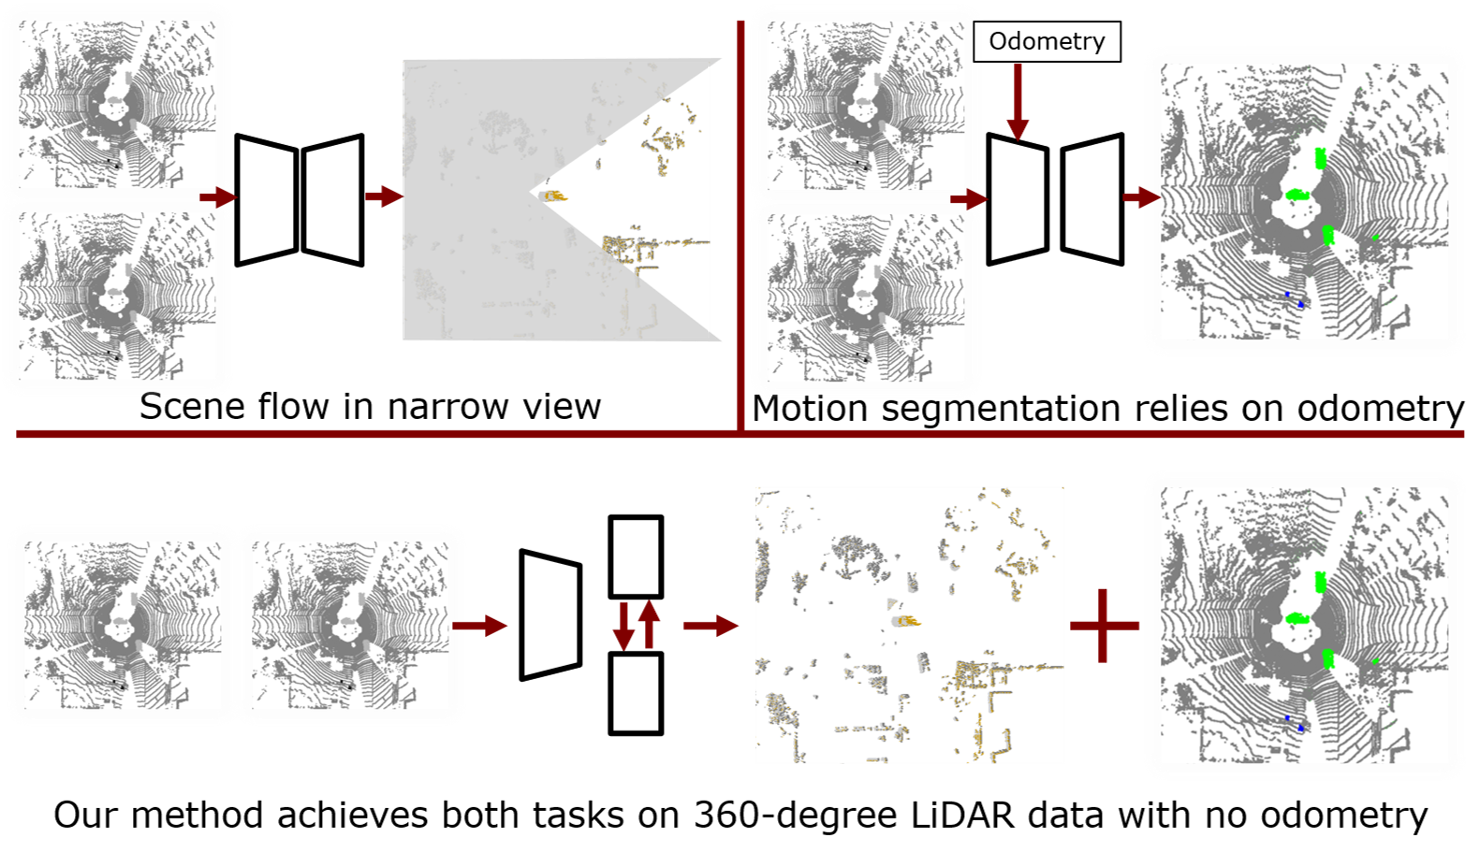 Odometry
Scene flow in narrow view
Motion segmentation relies on odometry
Our method achieves both tasks on 360-degree LiDAR data with no odometry